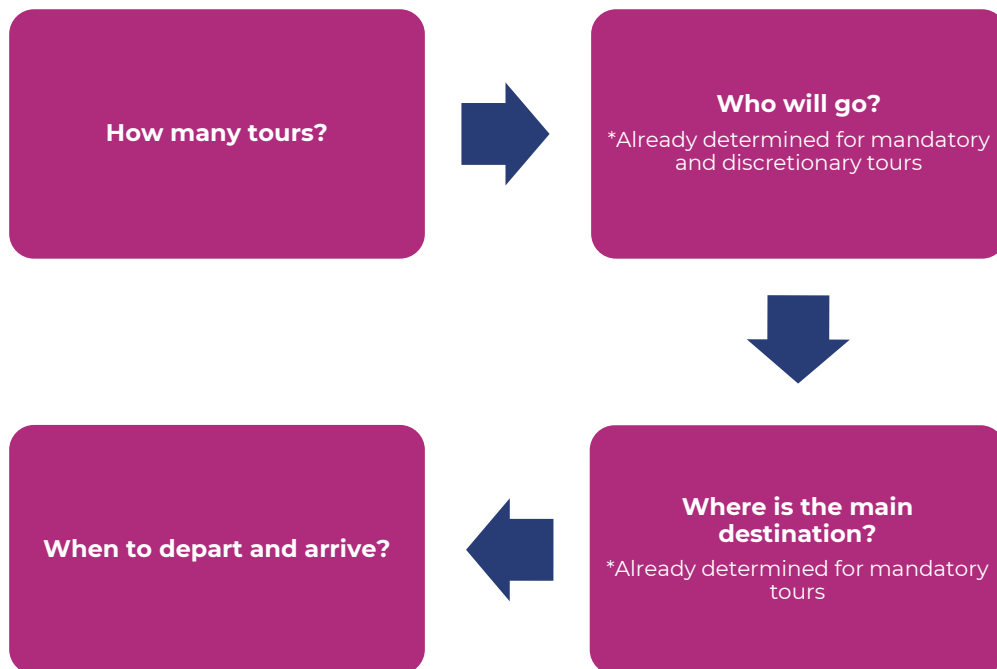 How many tours?
Who will go?
*Already determined for mandatory
and discretionary tours
Where is the main
destination?
*Already determined for mandatory
tours
When to depart and arrive?